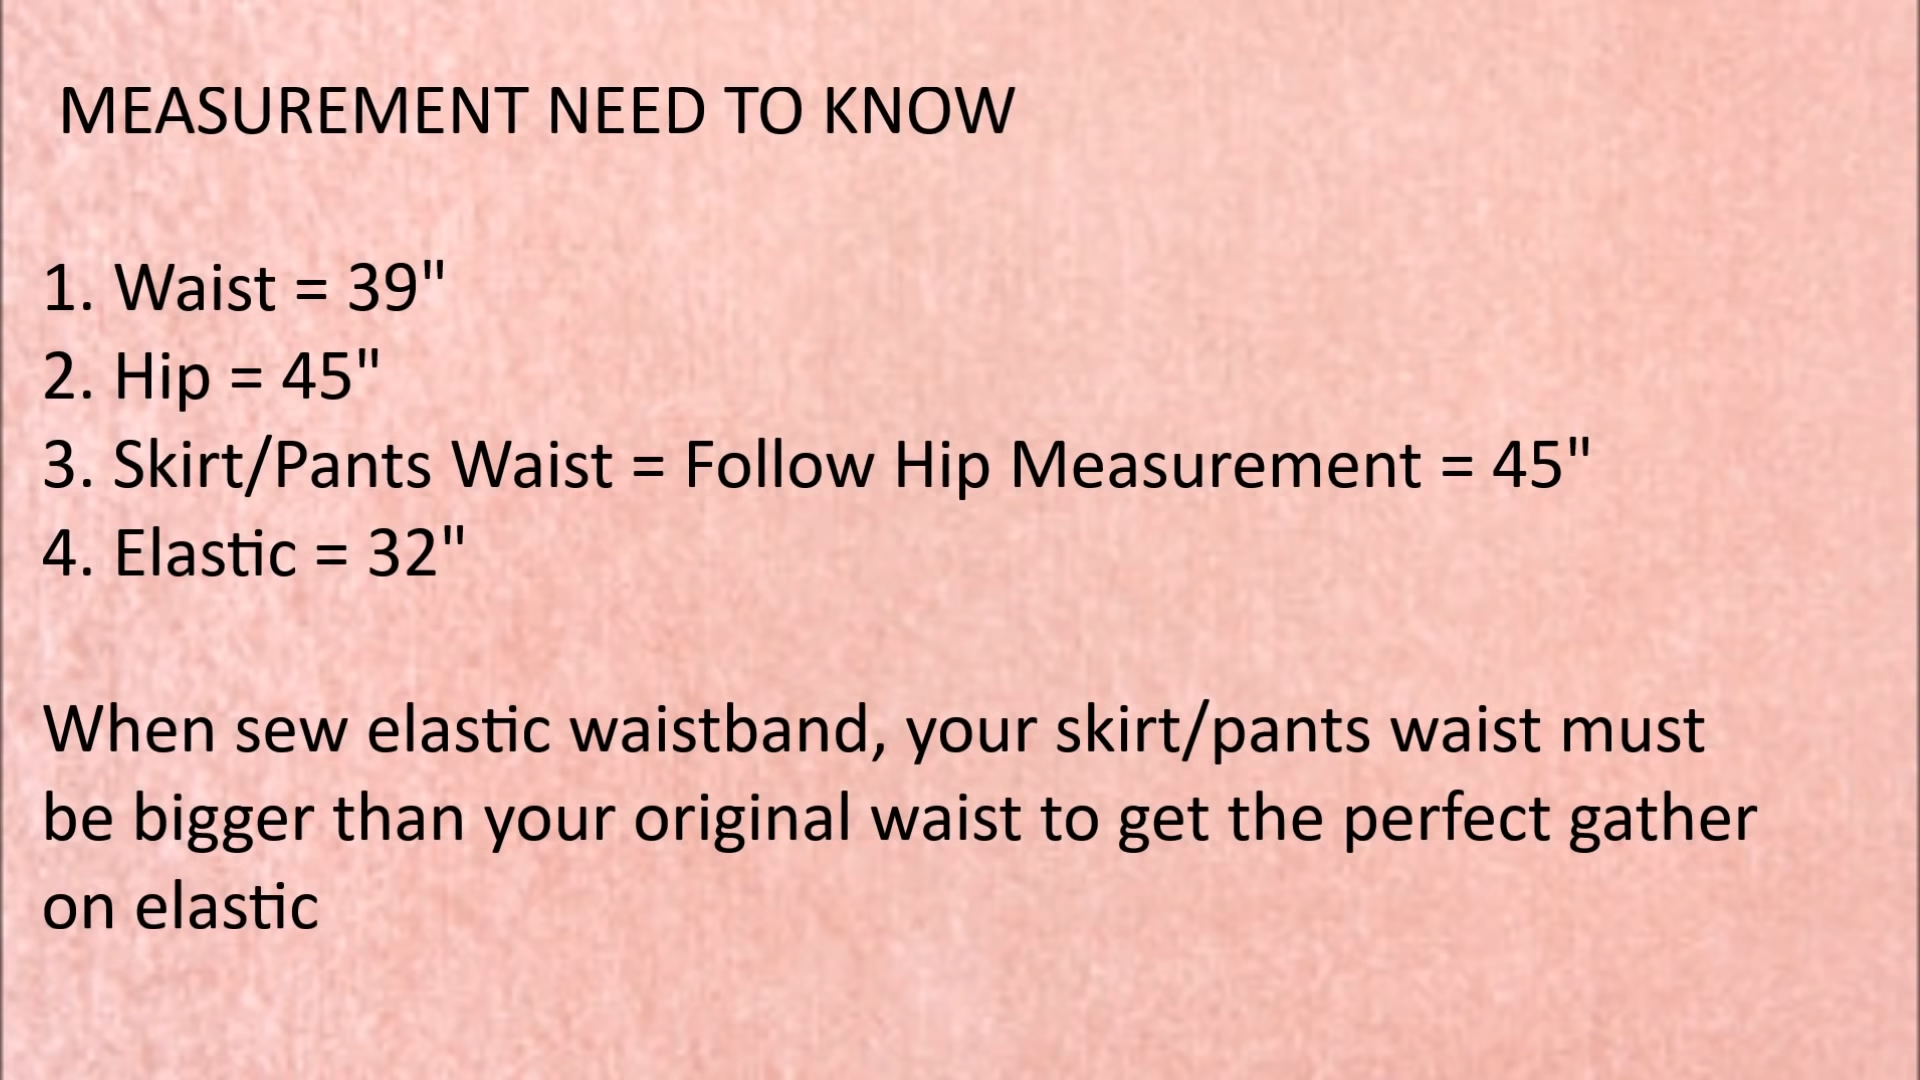 MEASUREMENT NEED TO KNOW
1. Waist = 39"
2. Hip = 45"
3. Skirt/Pants Waist = Follow Hip Measurement = 45"
4. Elastic = 32"
When sew elastic waistband, your skirt/pants waist must
be bigger than your original waist to get the perfect gather
on elastic